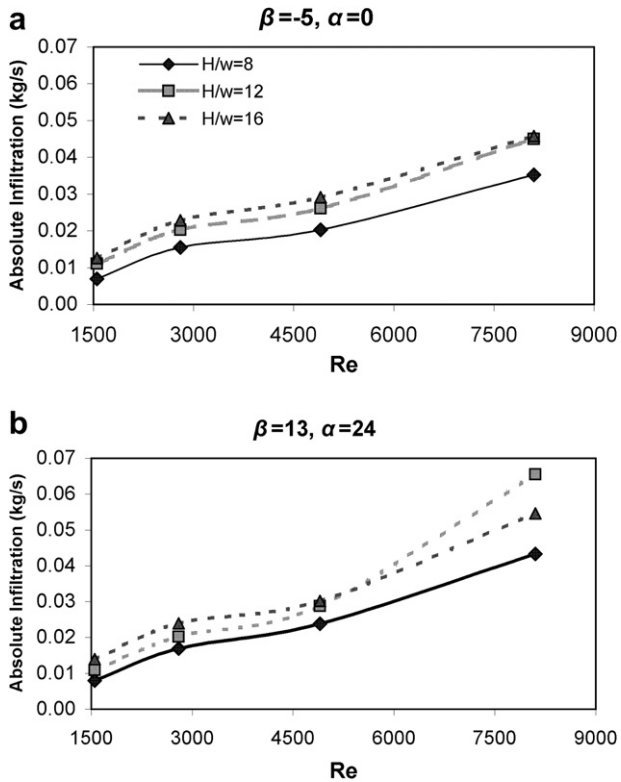 a
β=-5, α=0
Absolute Infiltration (kg/s)
0.07
0.06
0.05
0.04
0.03
0.02
0.01
0.00
H/w=8
H/w=12
H/w=16
1500 3000 4500 6000 7500 9000
Re
b
β=13, α=24
Absolute Infiltration (kg/s)
0.07
0.06
0.05
0.04
0.03
0.02
0.01
0.00
1500 3000 4500 6000 7500 9000
Re